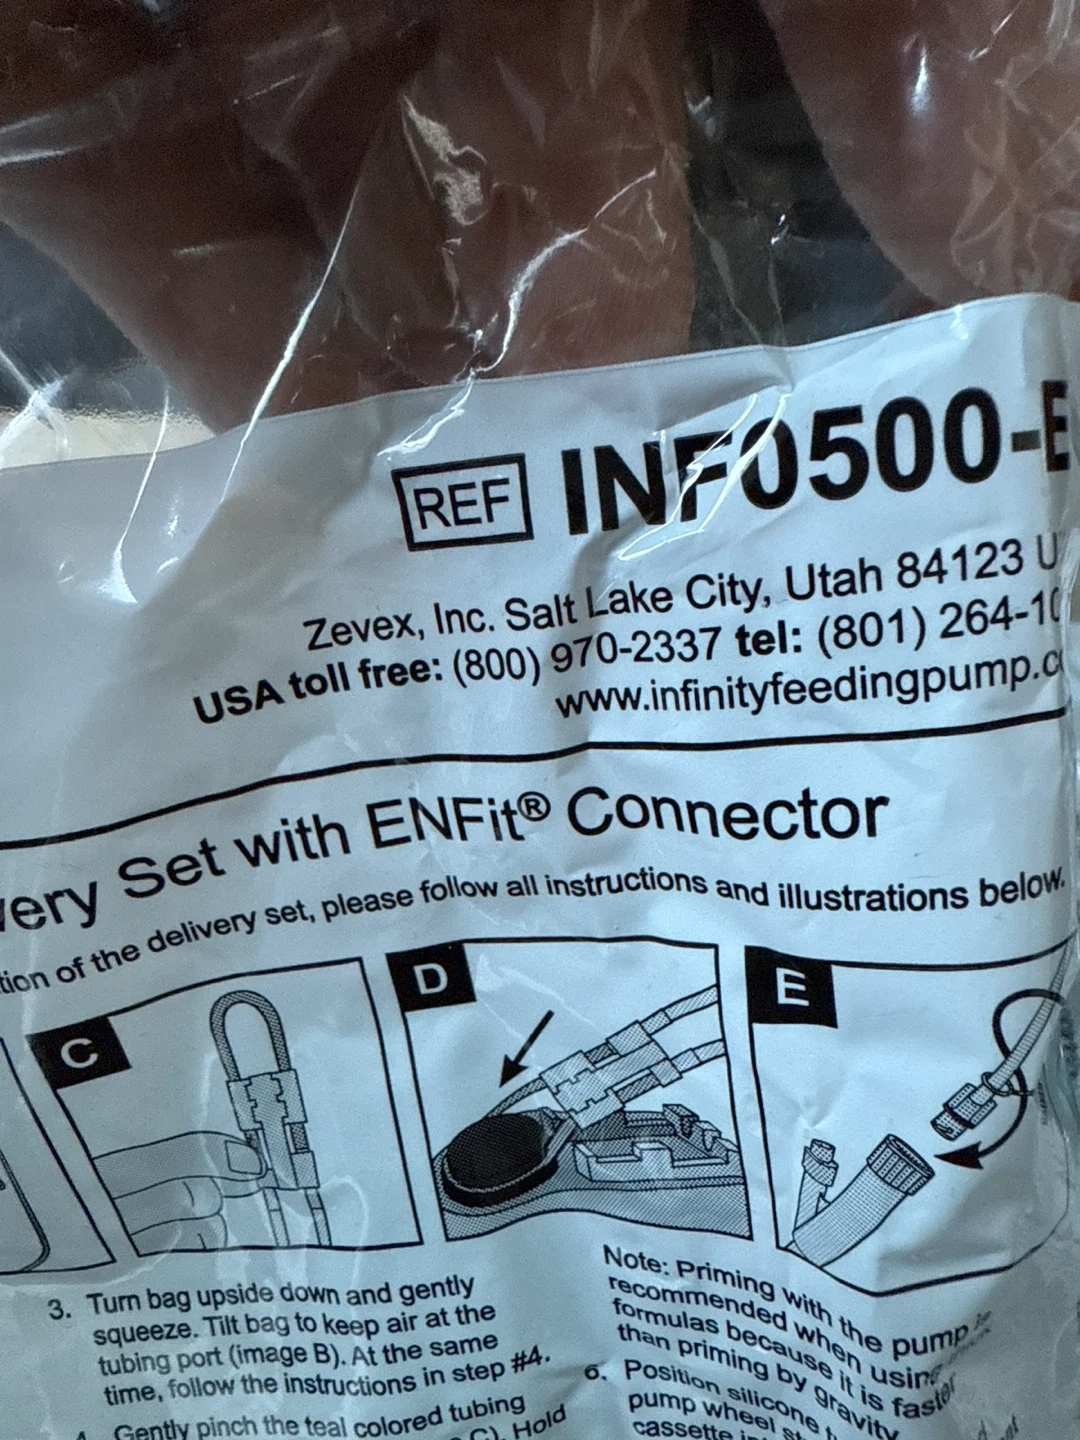 REF INF0500-E
Zevex, Inc. Salt Lake City, Utah 84123 U
USA toll free: (800) 970-2337 tel: (801) 264-10
www.infinityfeedingpump.c
very Set with ENFit® Connector
tion of the delivery set, please follow all instructions and illustrations below.
C
D
E
3. Turn bag upside down and gently
squeeze. Tilt bag to keep air at the
tubing port (image B). At the same
time, follow the instructions in step #4.
Gently pinch the teal colored tubing
C). Hold
Note: Priming with the pump is
recommended when using
formulas because it is faster
than priming by gravity
6. Position silicone
pump wheel
cassette